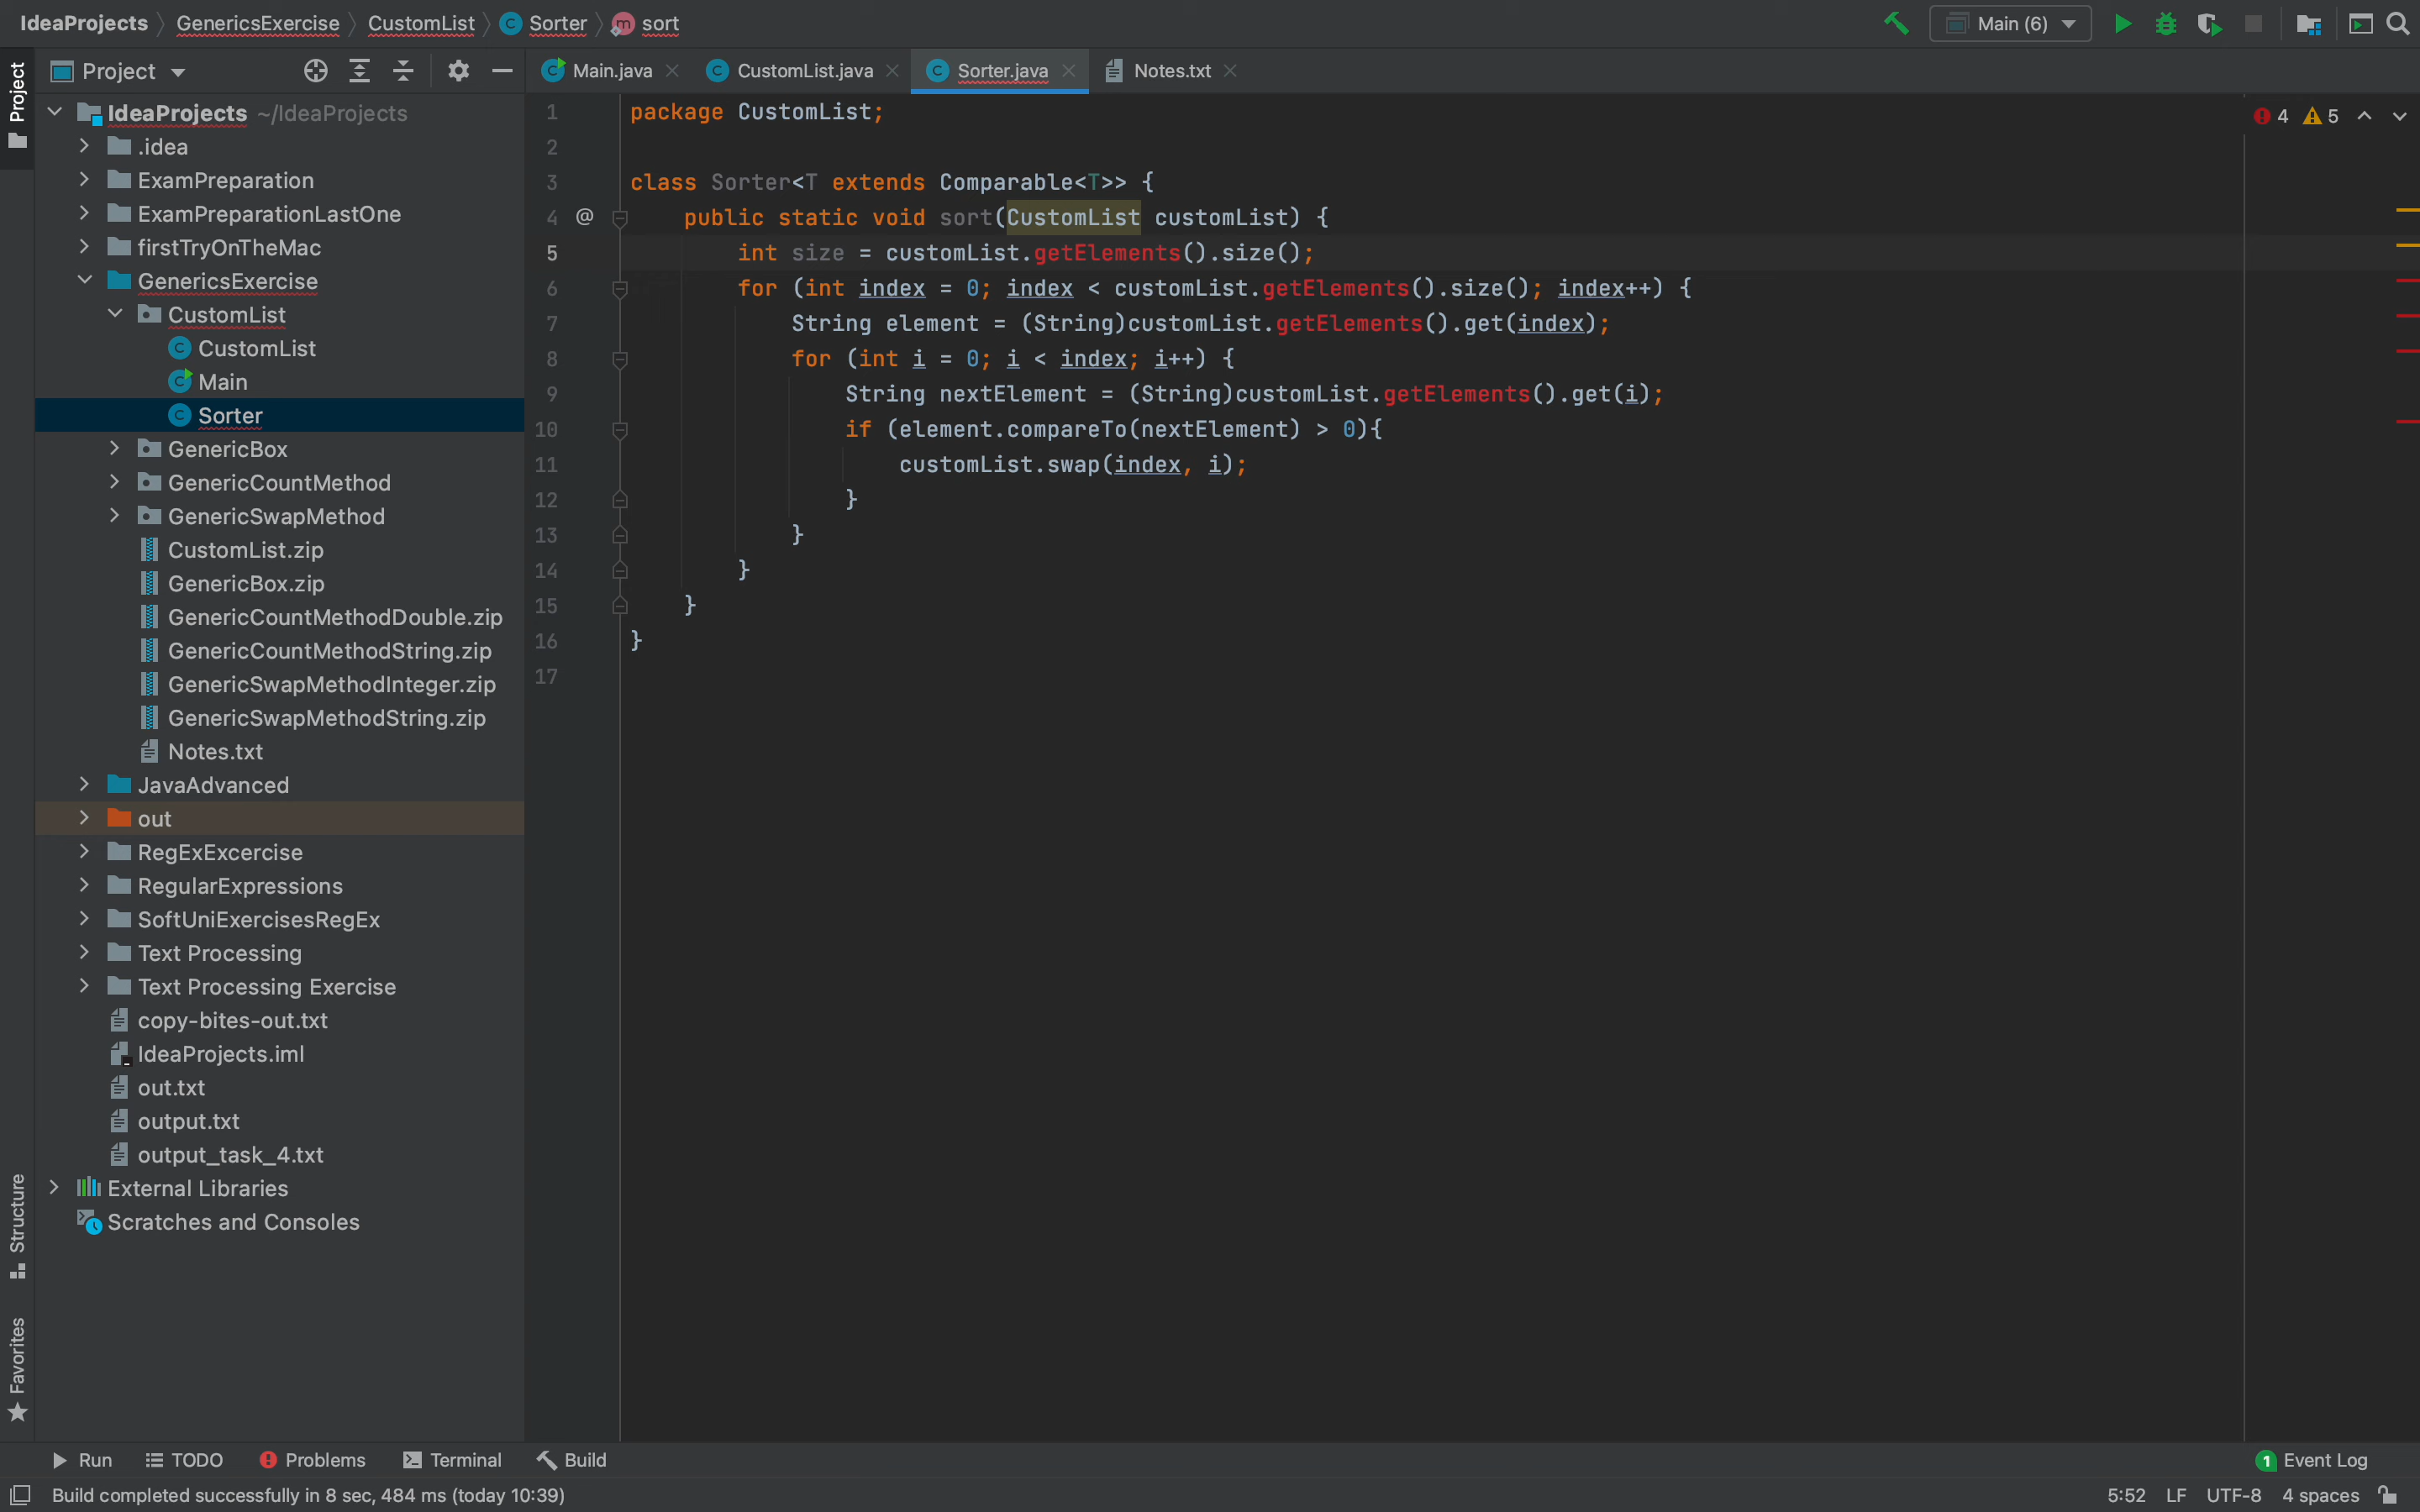 IdeaProjects GenericsExercise CustomList Sorter sort
Main (6)
Project
Project
Main.java
CustomList.java
Sorter.java
Notes.txt
IdeaProjects ~/IdeaProjects
.idea
ExamPreparation
ExamPreparationLastOne
firstTryOnTheMac
GenericsExercise
CustomList
CustomList
Main
Sorter
GenericBox
GenericCountMethod
GenericSwapMethod
CustomList.zip
GenericBox.zip
GenericCountMethodDouble.zip
GenericCountMethodString.zip
GenericSwapMethodInteger.zip
GenericSwapMethodString.zip
Notes.txt
JavaAdvanced
out
RegExExcercise
RegularExpressions
SoftUniExercisesRegEx
Text Processing
Text Processing Exercise
copy-bites-out.txt
IdeaProjects.iml
out.txt
output.txt
output_task_4.txt
External Libraries
Scratches and Consoles
Structure
Favorites
4 5
1 package CustomList;
2
3 class Sorter<T extends Comparable<T>> {
4 @ public static void sort(CustomList customList) {
5 int size = customList.getElements().size();
6 for (int index = 0; index < customList.getElements().size(); index++) {
7 String element = (String)customList.getElements().get(index);
8 for (int i = 0; i < index; i++) {
9 String nextElement = (String)customList.getElements().get(i);
10 if (element.compareTo(nextElement) > 0){
11 customList.swap(index, i);
12 }
13 }
14 }
15 }
16 }
17
Run TODO Problems Terminal Build
1 Event Log
Build completed successfully in 8 sec, 484 ms (today 10:39)
5:52 LF UTF-8 4 spaces